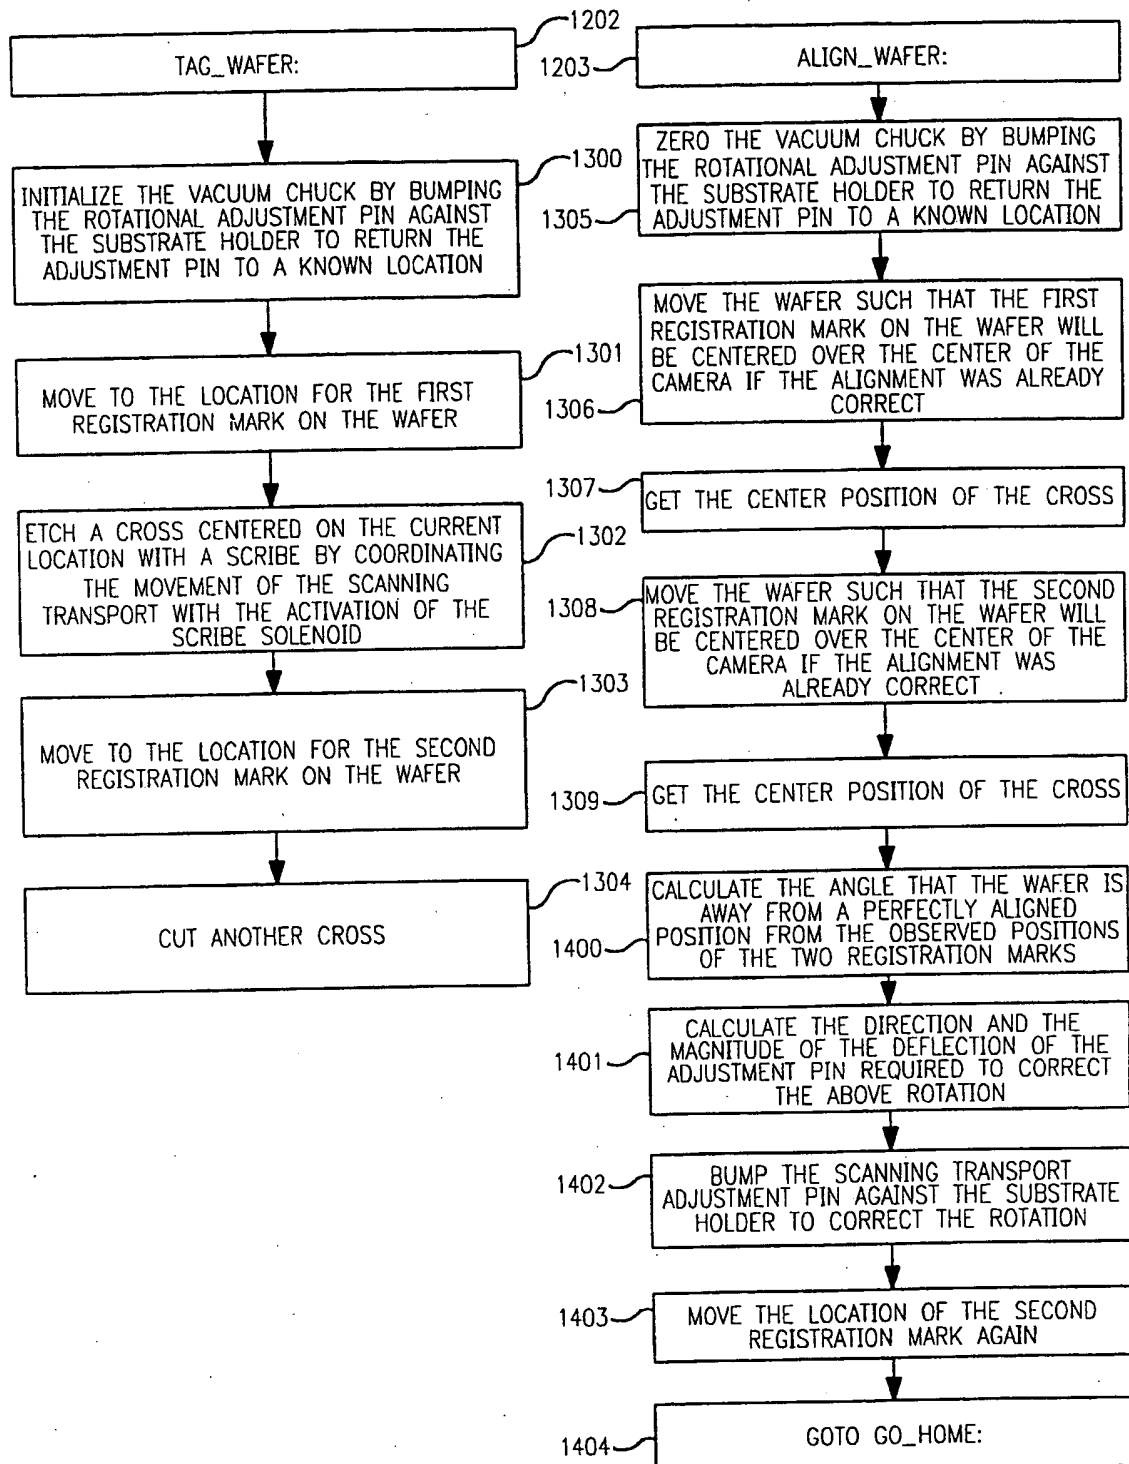 1202
TAG_WAFER:
1300
INITIALIZE THE VACUUM CHUCK BY BUMPING
THE ROTATIONAL ADJUSTMENT PIN AGAINST
THE SUBSTRATE HOLDER TO RETURN THE
ADJUSTMENT PIN TO A KNOWN LOCATION
1301
MOVE TO THE LOCATION FOR THE FIRST
REGISTRATION MARK ON THE WAFER
1302
ETCH A CROSS CENTERED ON THE CURRENT
LOCATION WITH A SCRIBE BY COORDINATING
THE MOVEMENT OF THE SCANNING
TRANSPORT WITH THE ACTIVATION OF THE
SCRIBE SOLENOID
1303
MOVE TO THE LOCATION FOR THE SECOND
REGISTRATION MARK ON THE WAFER
1304
CUT ANOTHER CROSS
1203
ALIGN_WAFER:
ZERO THE VACUUM CHUCK BY BUMPING
THE ROTATIONAL ADJUSTMENT PIN AGAINST
THE SUBSTRATE HOLDER TO RETURN THE
ADJUSTMENT PIN TO A KNOWN LOCATION
1305
MOVE THE WAFER SUCH THAT THE FIRST
REGISTRATION MARK ON THE WAFER WILL
BE CENTERED OVER THE CENTER OF THE
CAMERA IF THE ALIGNMENT WAS ALREADY
CORRECT
1306
1307
GET THE CENTER POSITION OF THE CROSS
1308
MOVE THE WAFER SUCH THAT THE SECOND
REGISTRATION MARK ON THE WAFER WILL
BE CENTERED OVER THE CENTER OF THE
CAMERA IF THE ALIGNMENT WAS
ALREADY CORRECT
1309
GET THE CENTER POSITION OF THE CROSS
CALCULATE THE ANGLE THAT THE WAFER IS
AWAY FROM A PERFECTLY ALIGNED
POSITION FROM THE OBSERVED POSITIONS
OF THE TWO REGISTRATION MARKS
1400
CALCULATE THE DIRECTION AND THE
MAGNITUDE OF THE DEFLECTION OF THE
ADJUSTMENT PIN REQUIRED TO CORRECT
THE ABOVE ROTATION
1401
1402
BUMP THE SCANNING TRANSPORT
ADJUSTMENT PIN AGAINST THE SUBSTRATE
HOLDER TO CORRECT THE ROTATION
1403
MOVE THE LOCATION OF THE SECOND
REGISTRATION MARK AGAIN
1404
GOTO GO_HOME: